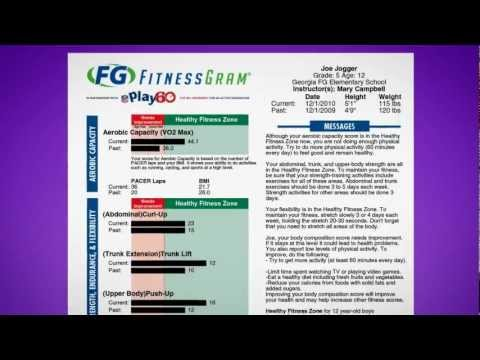 FG FITNESSGRAM®
Play60
Joe Jogger
Grade: 5 Age: 12
Georgia FG Elementary School
Instructor(s): Mary Campbell
Date Height Weight
Current: 12/1/2010 5'1" 115 lbs
Past: 12/1/2009 4'9" 120 lbs
AEROBIC CAPACITY
Needs Improvement
Healthy Fitness Zone
Aerobic Capacity (VO2 Max)
Current: 44.1
Past:
Your score for Aerobic Capacity is based on the number of
PACER laps and your BMI. It shows your ability to do activities
such as running, cycling, and sports at a high level.
PACER Laps BMI
Current: 36 21.7
Past: 20 26.0
STRENGTH, ENDURANCE, & FLEXIBILITY
Needs Improvement
Healthy Fitness Zone
(Abdominal)Curl-Up
Current:
Past:
(Trunk Extension)Trunk Lift
Current: 12
Past:
(Upper Body)Push-Up
Current:
Past: 12
MESSAGES
Although your aerobic capacity score is in the Healthy
Fitness Zone now, you are not doing enough physical
activity. Try to do more physical activity (60 minutes
every day) to feel good and remain healthy.
Your abdominal, trunk, and upper-body strength are all
in the Healthy Fitness Zone. To maintain your fitness,
be sure that your strength-training activities include
exercises for all of these areas. Abdominal and trunk
exercises should be done 3 to 5 days each week. Strength
exercises for other areas should be done 2 to 3 days each week.
Your flexibility is in the Healthy Fitness Zone. To
maintain your fitness, stretch slowly 3 or 4 days each
week, holding the stretch 20-30 seconds. Don't forget
that you need to stretch all areas of the body.
Joe, your body composition score needs improvement.
If it stays at this level it could lead to health problems.
You also report low levels of physical activity. To
improve, do the following:
- Try to get more activity (at least 60 minutes every day).
-Limit time spent watching TV or playing video games.
-Eat a healthy diet including fresh fruits and vegetables.
-Reduce your calories from foods with solid fats and
added sugars.
Improving your body composition score will improve
your health and may help increase other fitness scores.
Healthy Fitness Zone for 12 year-old boys